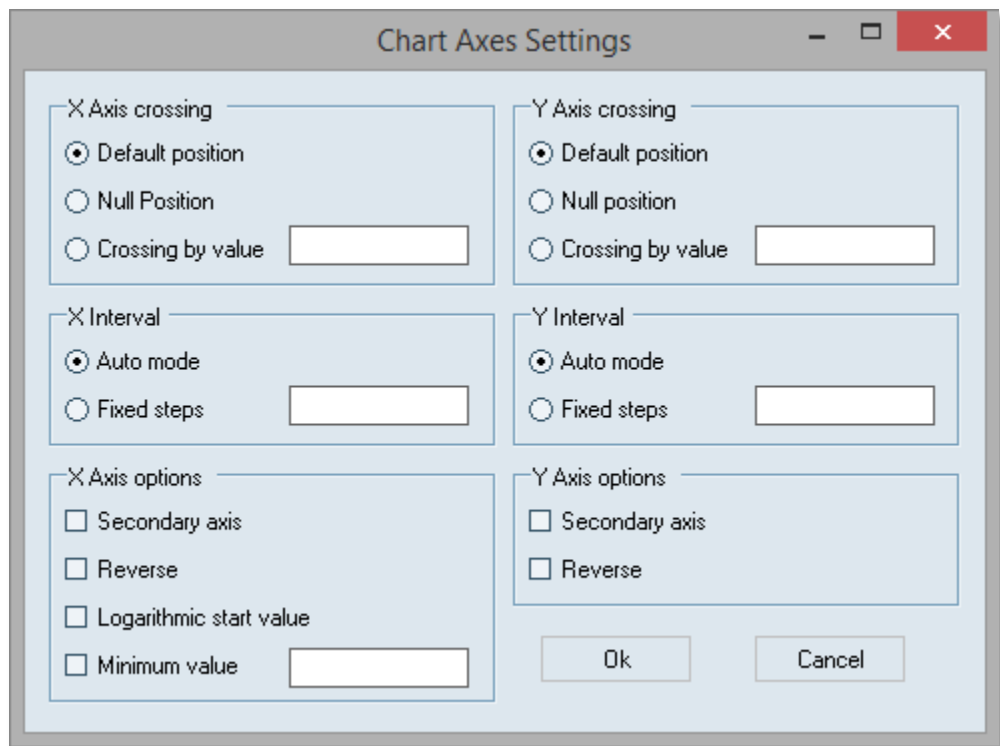 Chart Axes Settings
X Axis crossing
Default position
Null Position
Crossing by value
Y Axis crossing
Default position
Null position
Crossing by value
X Interval
Auto mode
Fixed steps
Y Interval
Auto mode
Fixed steps
X Axis options
Secondary axis
Reverse
Logarithmic start value
Minimum value
Y Axis options
Secondary axis
Reverse
Ok
Cancel